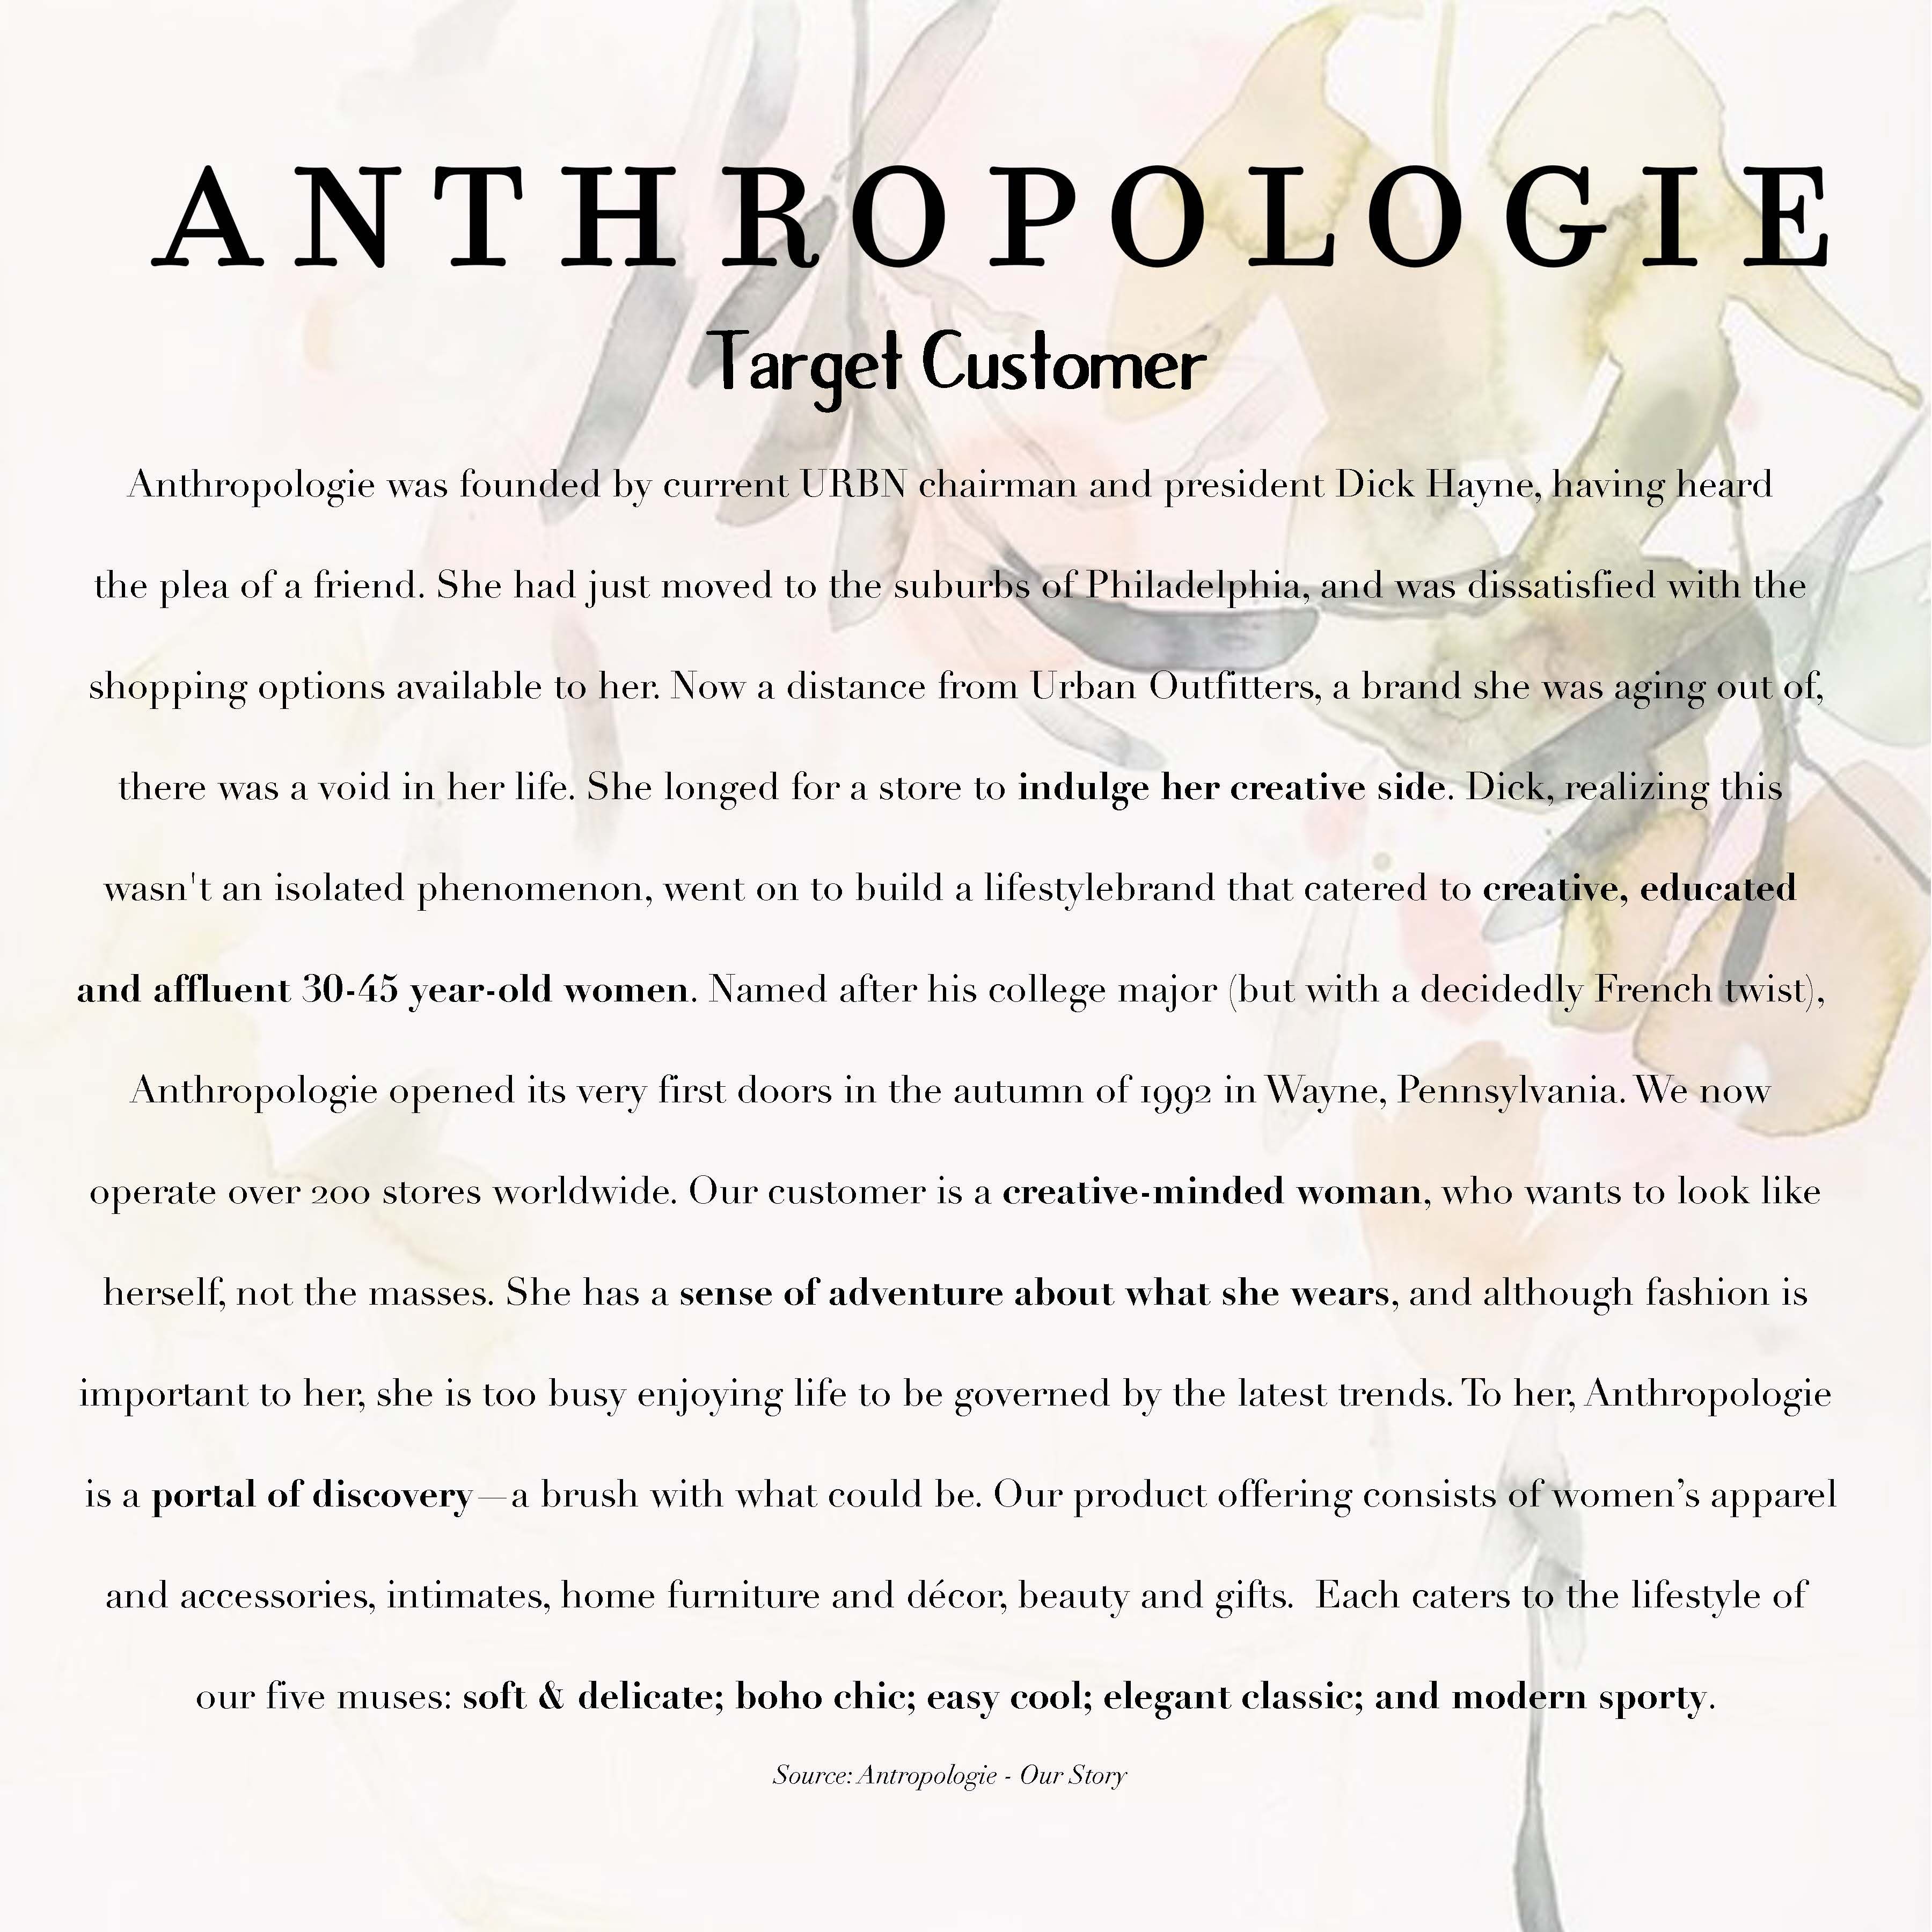 ANTHROPOLOGIE
Target Customer
Anthropologie was founded by current URBN chairman and president Dick Hayne, having heard
the plea of a friend. She had just moved to the suburbs of Philadelphia, and was dissatisfied with the
shopping options available to her. Now a distance from Urban Outfitters, a brand she was aging out of,
there was a void in her life. She longed for a store to indulge her creative side. Dick, realizing this
wasn't an isolated phenomenon, went on to build a lifestylebrand that catered to creative, educated
and affluent 30-45 year-old women. Named after his college major (but with a decidedly French twist),
Anthropologie opened its very first doors in the autumn of 1992 in Wayne, Pennsylvania. We now
operate over 200 stores worldwide. Our customer is a creative-minded woman, who wants to look like
herself, not the masses. She has a sense of adventure about what she wears, and although fashion is
important to her, she is too busy enjoying life to be governed by the latest trends. To her, Anthropologie
is a portal of discovery—a brush with what could be. Our product offering consists of women’s apparel
and accessories, intimates, home furniture and décor, beauty and gifts.  Each caters to the lifestyle of
our five muses: soft & delicate; boho chic; easy cool; elegant classic; and modern sporty.
Source: Antropologie - Our Story